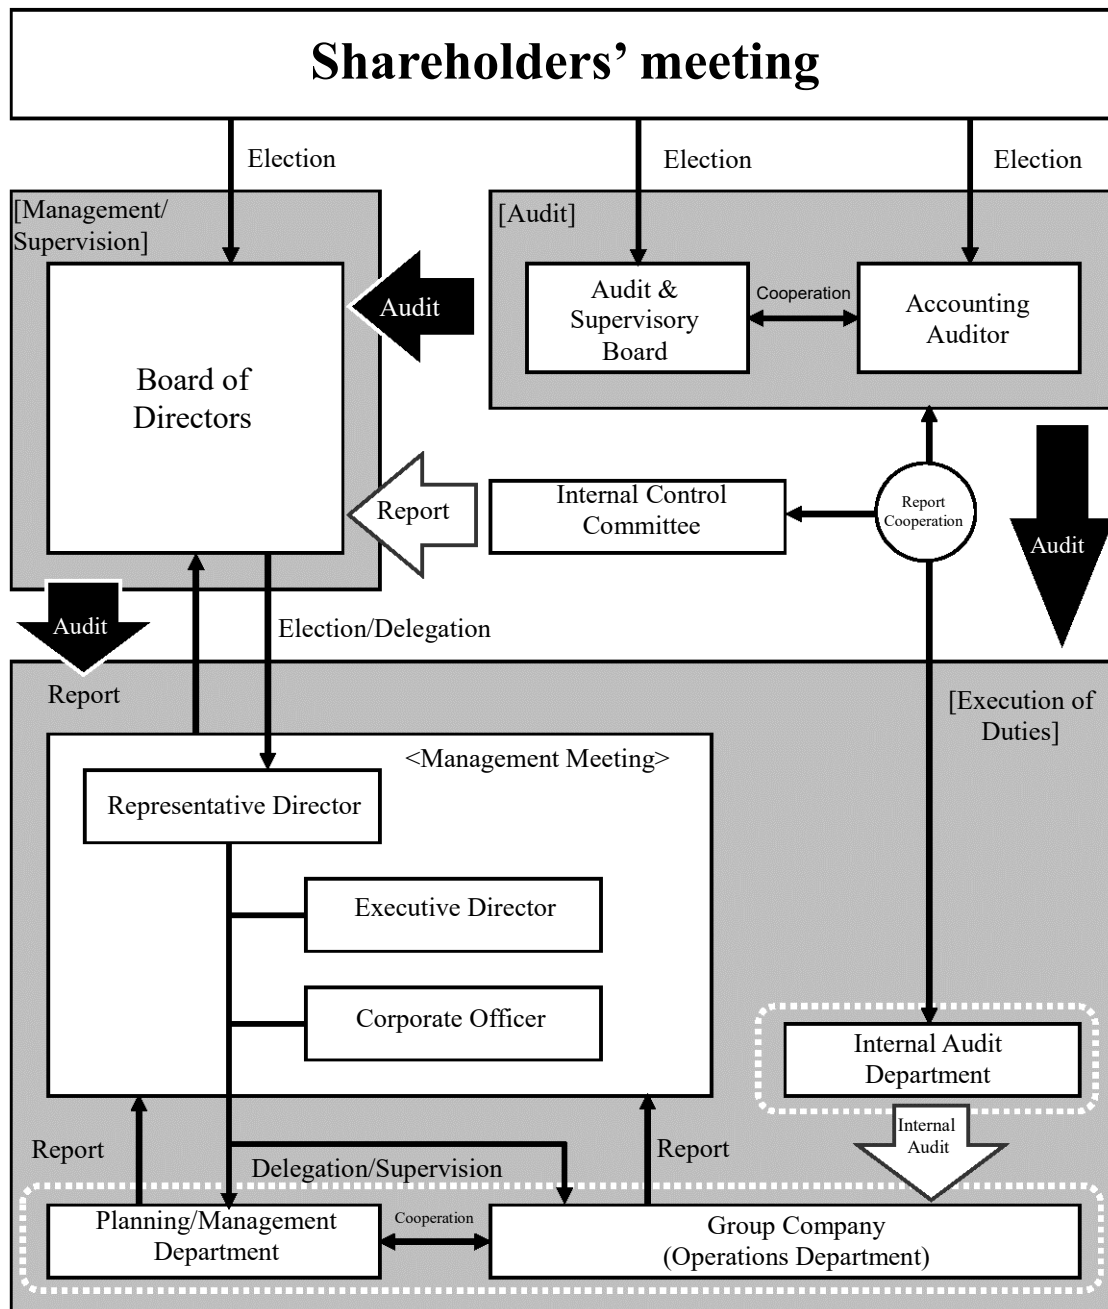 Shareholders' meeting
Election
Election
Election
[Management/
Supervision]
[Audit]
Board of
Directors
Audit
Audit &
Supervisory
Board
Cooperation
Accounting
Auditor
Report
Internal Control
Committee
Report
Cooperation
Audit
Audit
Election/Delegation
Report
[Execution of
Duties]
<Management Meeting>
Representative Director
Executive Director
Corporate Officer
Internal Audit
Department
Report
Delegation/Supervision
Report
Internal
Audit
Planning/Management
Department
Cooperation
Group Company
(Operations Department)